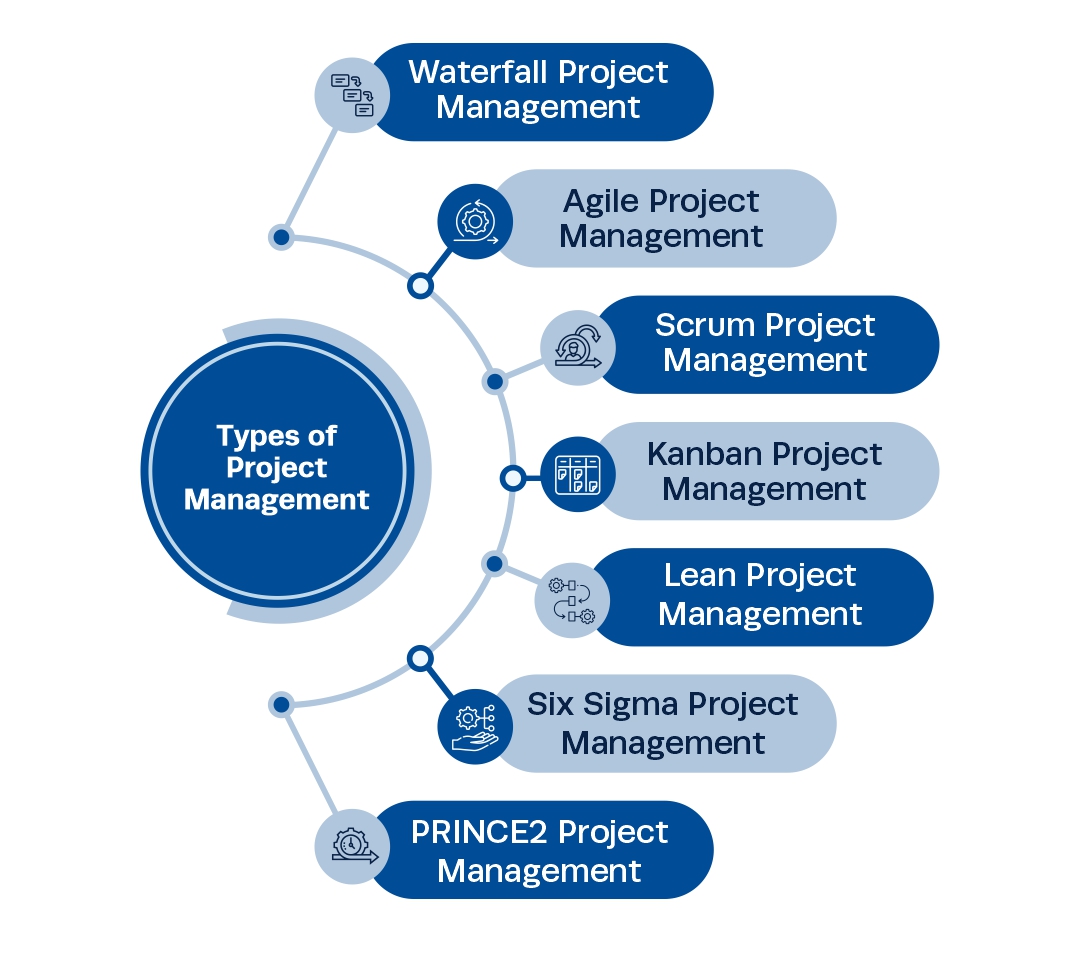 Waterfall Project
Management
Agile Project
Management
Scrum Project
Management
Types of
Project
Management
Kanban Project
Management
Lean Project
Management
Six Sigma Project
Management
PRINCE2 Project
Management